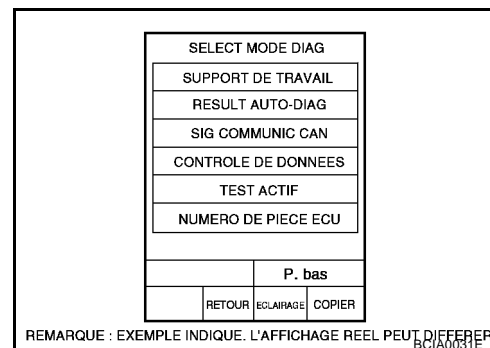 SELECT MODE DIAG
SUPPORT DE TRAVAIL
RESULT AUTO-DIAG
SIG COMMUNIC CAN
CONTROLE DE DONNEES
TEST ACTIF
NUMERO DE PIECE ECU
P. bas
RETOUR ECLAIRAGE COPIER
REMARQUE : EXEMPLE INDIQUE. L'AFFICHAGE REEL PEUT DIFFERER
BCIA0031E